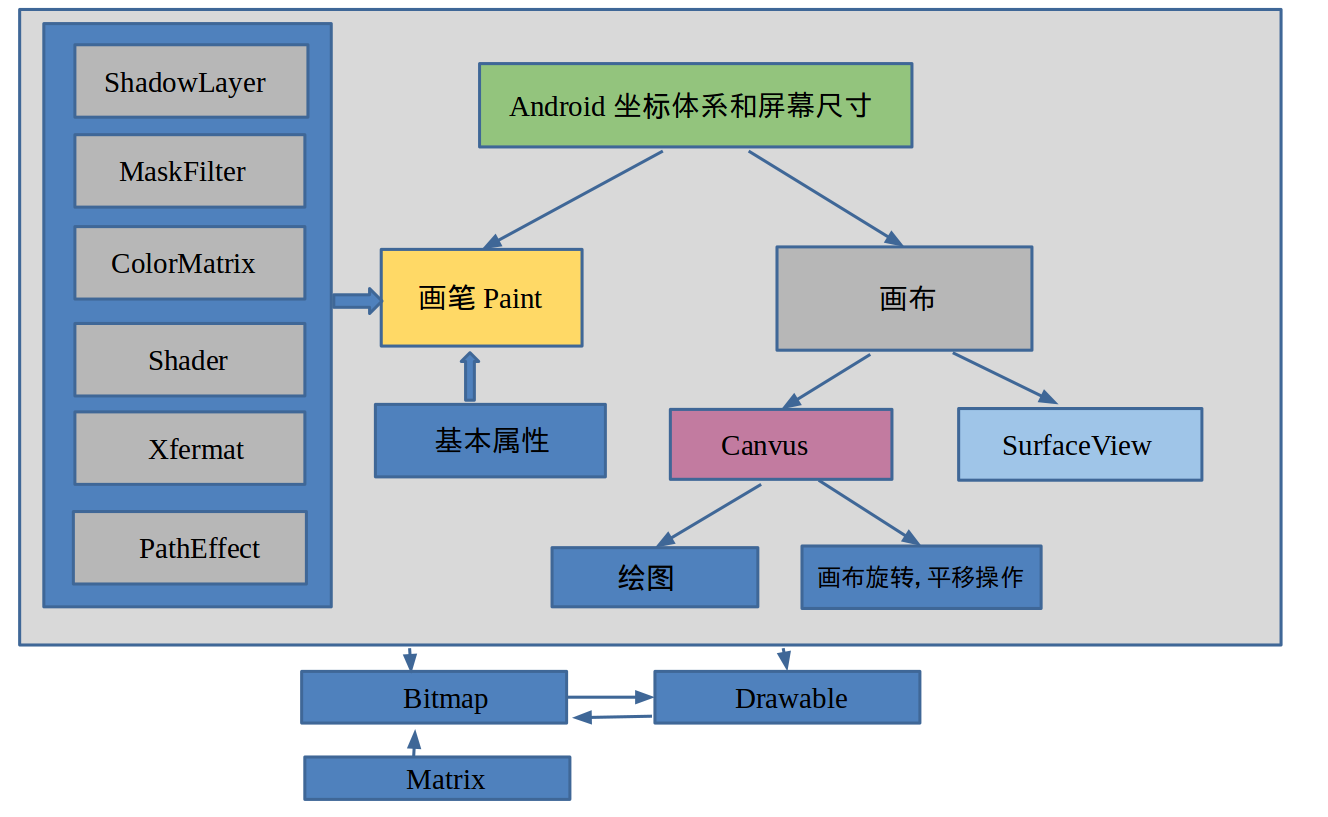 ShadowLayer
MaskFilter
ColorMatrix
Shader
Xfermat
PathEffect
Android 坐标体系和屏幕尺寸
画笔 Paint
画布
基本属性
Canvus
SurfaceView
绘图
画布旋转，平移操作
Bitmap
Drawable
Matrix